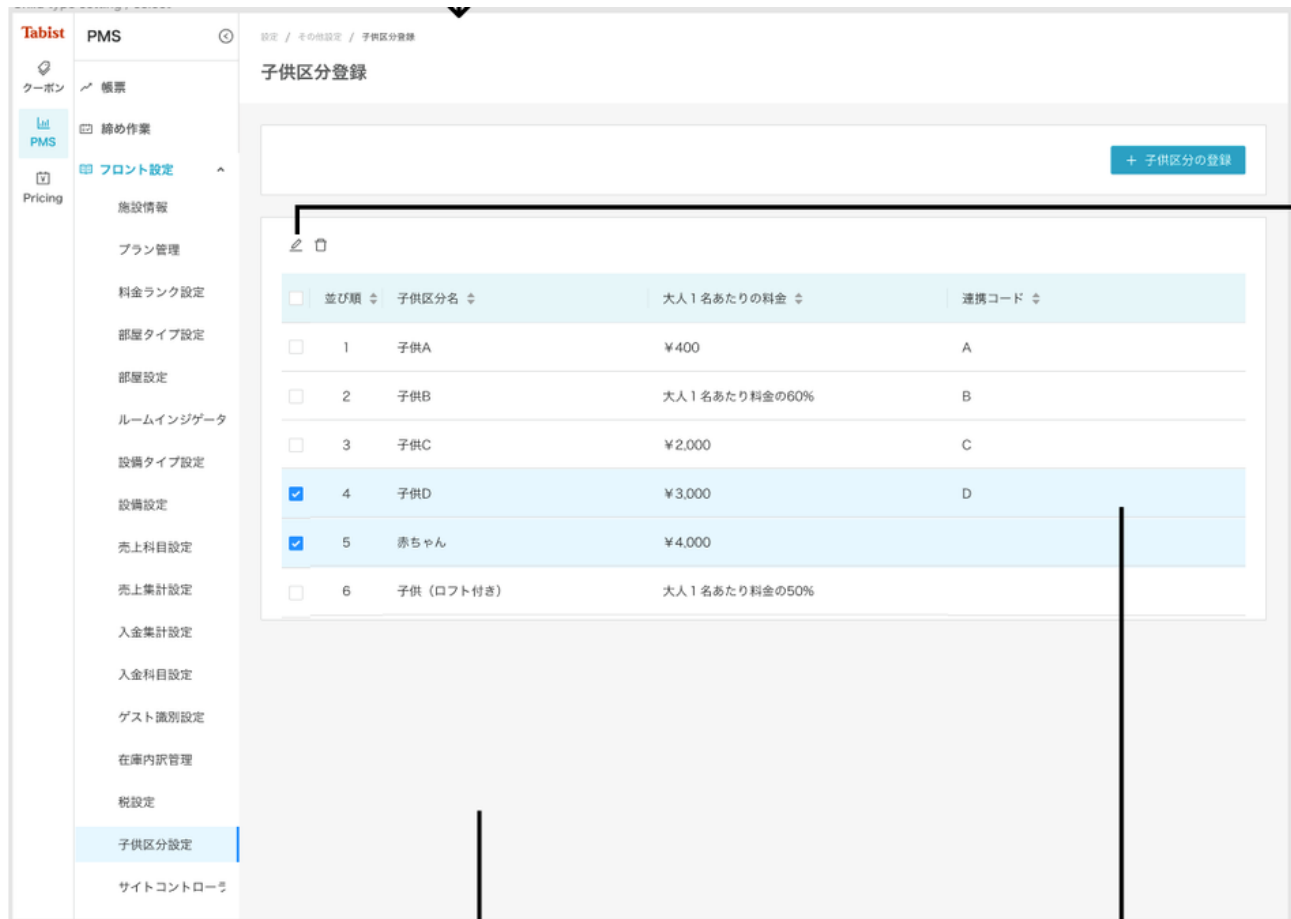 Child type setting / select
Tabist
クーポン
PMS
Pricing
PMS
帳票
締め作業
フロント設定
施設情報
プラン管理
料金ランク設定
部屋タイプ設定
部屋設定
ルームインジゲータ
設備タイプ設定
設備設定
売上科目設定
売上集計設定
入金集計設定
入金科目設定
ゲスト識別設定
在庫内訳管理
税設定
子供区分設定
サイトコントローラ
設定 / その他設定 / 子供区分登録
子供区分登録
+ 子供区分の登録
並び順 子供区分名 大人1名あたりの料金 連携コード
1 子供A ¥400 A
2 子供B 大人1名あたり料金の60% B
3 子供C ¥2,000 C
4 子供D ¥3,000 D
5 赤ちゃん ¥4,000
6 子供（ロフト付き） 大人1名あたり料金の50%